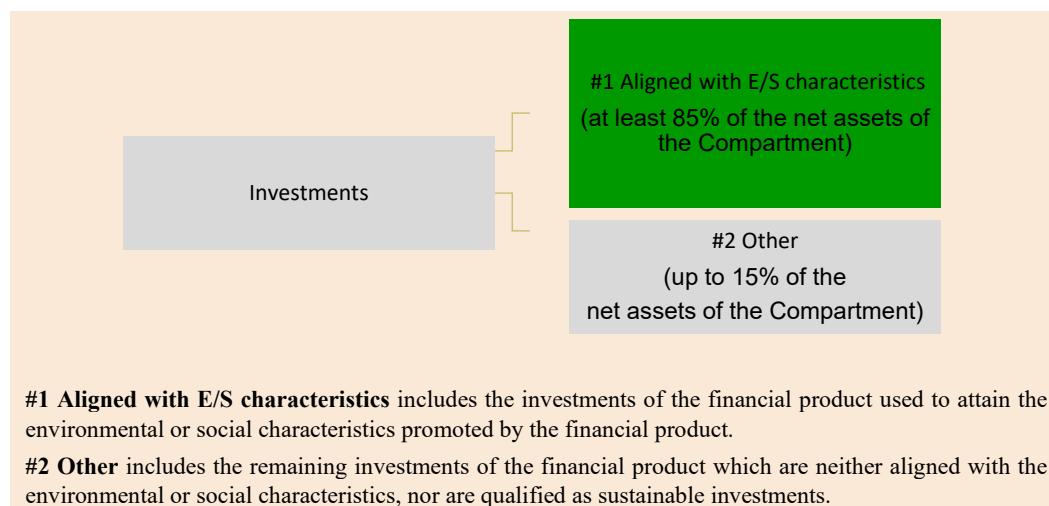 #1 Aligned with E/S characteristics
(at least 85% of the net assets of
the Compartment)
Investments
#2 Other
(up to 15% of the
net assets of the Compartment)
#1 Aligned with E/S characteristics includes the investments of the financial product used to attain the
environmental or social characteristics promoted by the financial product.
#2 Other includes the remaining investments of the financial product which are neither aligned with the
environmental or social characteristics, nor are qualified as sustainable investments.